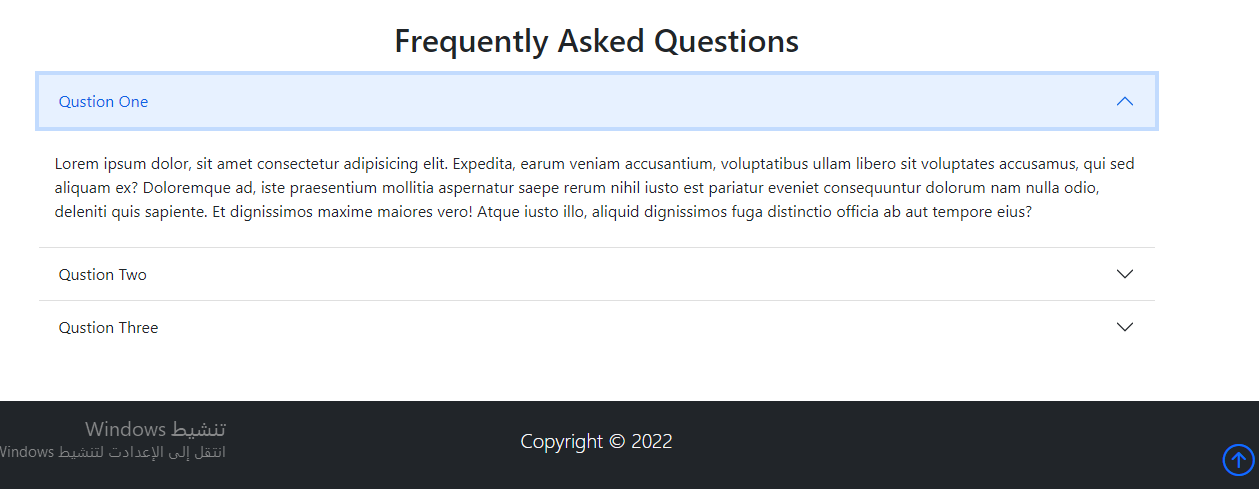 Frequently Asked Questions
Qustion One
Lorem ipsum dolor, sit amet consectetur adipisicing elit. Expedita, earum veniam accusantium, voluptatibus ullam libero sit voluptates accusamus, qui sed
aliquam ex? Doloremque ad, iste praesentium mollitia aspernatur saepe rerum nihil iusto est pariatur eveniet consequuntur dolorum nam nulla odio,
deleniti quis sapiente. Et dignissimos maxime maiores vero! Atque iusto illo, aliquid dignissimos fuga distinctio officia ab aut tempore eius?
Qustion Two
Qustion Three
تنشيط Windows
انتقل إلى الإعدادت لتنشيط Windows
Copyright © 2022